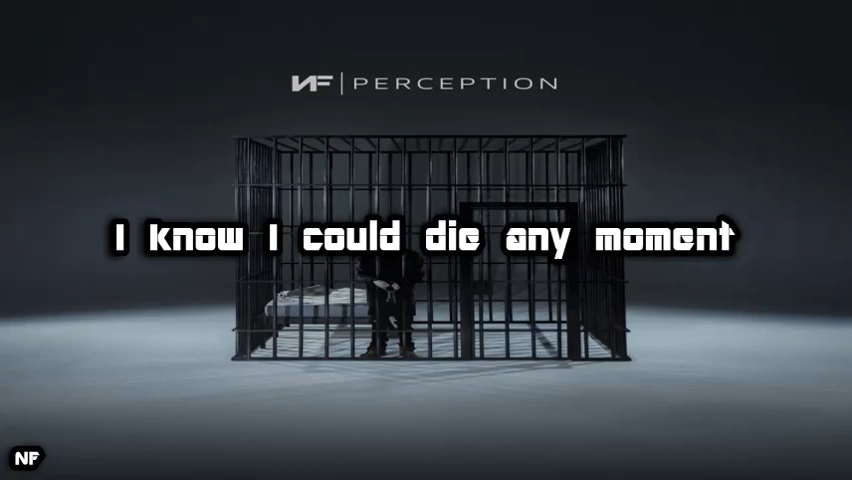 NF | PERCEPTION
I know I could die any moment
NF